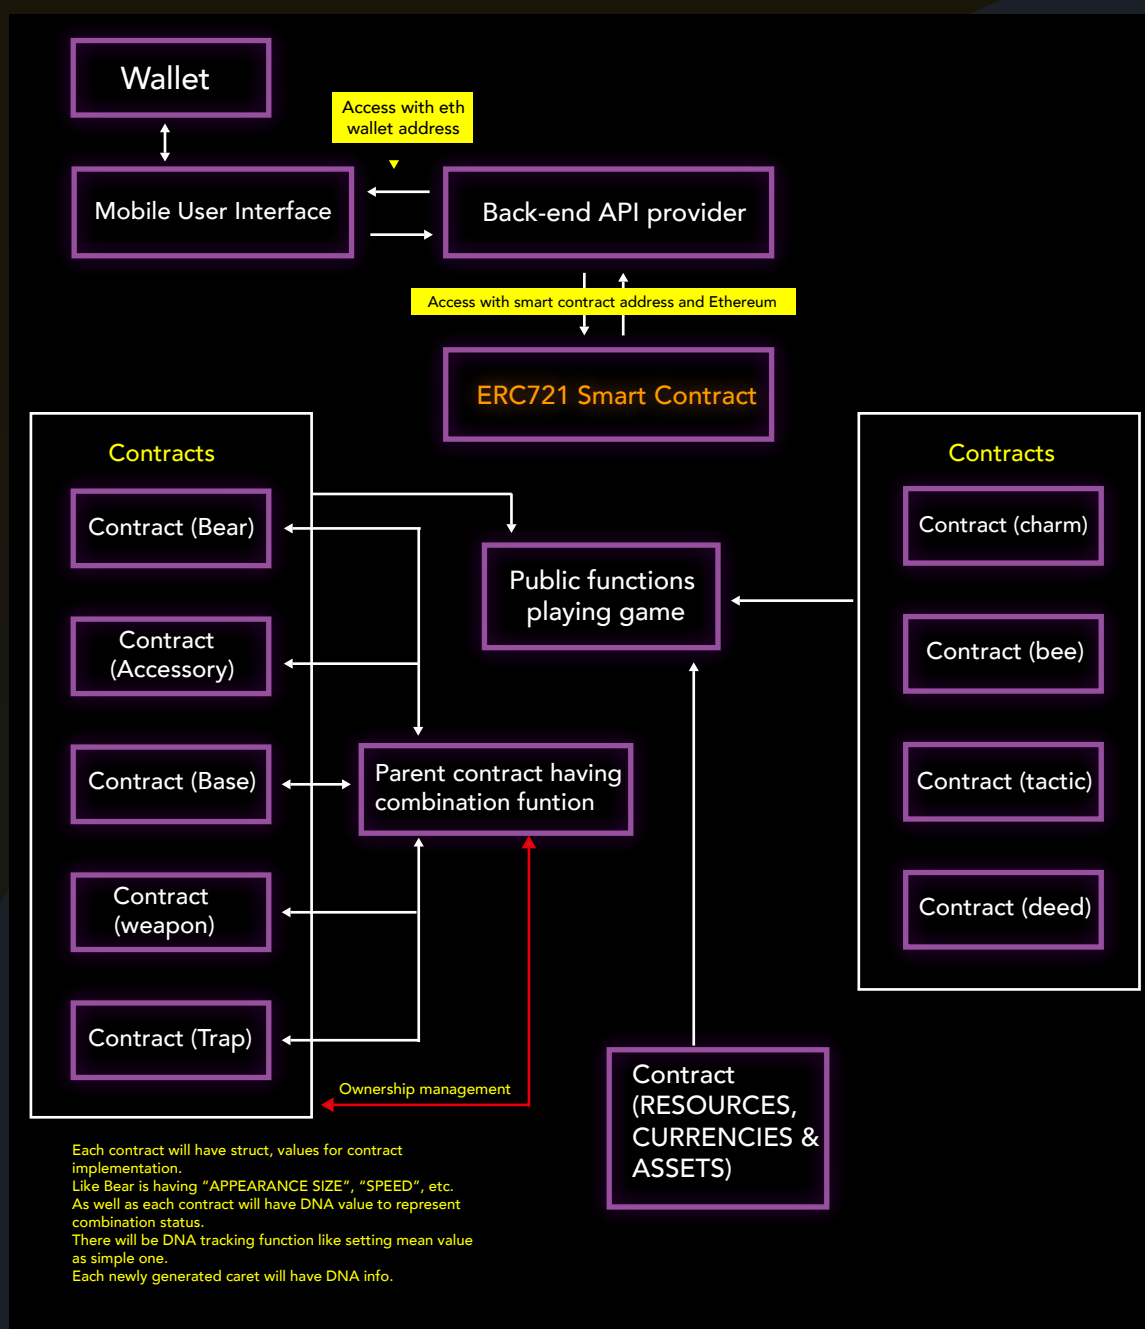 Wallet
Access with eth
wallet address
Mobile User Interface
Back-end API provider
Access with smart contract address and Ethereum
ERC721 Smart Contract
Contracts
Contract (Bear)
Contract
(Accessory)
Contract (Base)
Contract
(weapon)
Contract (Trap)
Public functions
playing game
Parent contract having
combination funtion
Ownership management
Contracts
Contract (charm)
Contract (bee)
Contract (tactic)
Contract (deed)
Contract
(RESOURCES,
CURRENCIES &
ASSETS)
Each contract will have struct, values for contract
implementation.
Like Bear is having “APPEARANCE SIZE”, “SPEED”, etc.
As well as each contract will have DNA value to represent
combination status.
There will be DNA tracking function like setting mean value
as simple one.
Each newly generated caret will have DNA info.